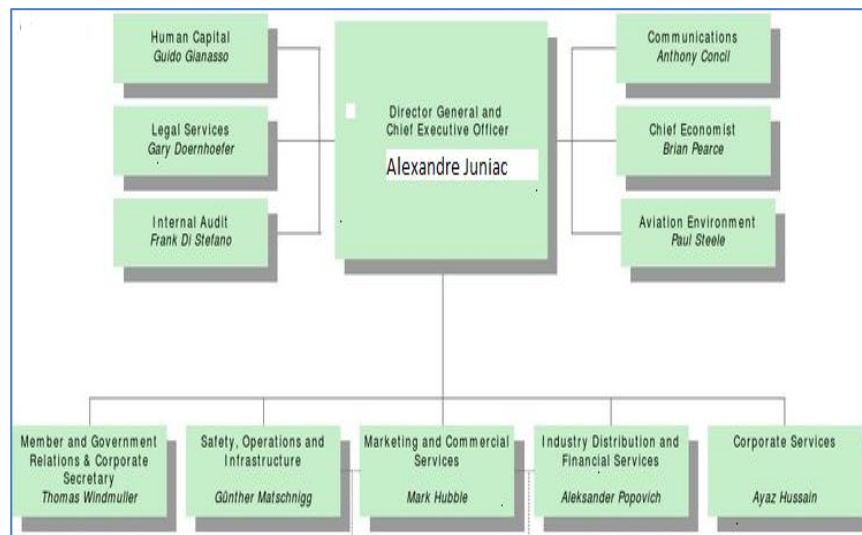 Human Capital
Guido Gianasso
Legal Services
Gary Doernhoefer
Internal Audit
Frank Di Stefano
Director General and
Chief Executive Officer
Alexandre Juniac
Communications
Anthony Concil
Chief Economist
Brian Pearce
Aviation Environment
Paul Steele
Member and Government
Relations & Corporate
Secretary
Thomas Windmuller
Safety, Operations and
Infrastructure
Günther Matschnigg
Marketing and Commercial
Services
Mark Hubble
Industry Distribution and
Financial Services
Aleksander Popovich
Corporate Services
Ayaz Hussain